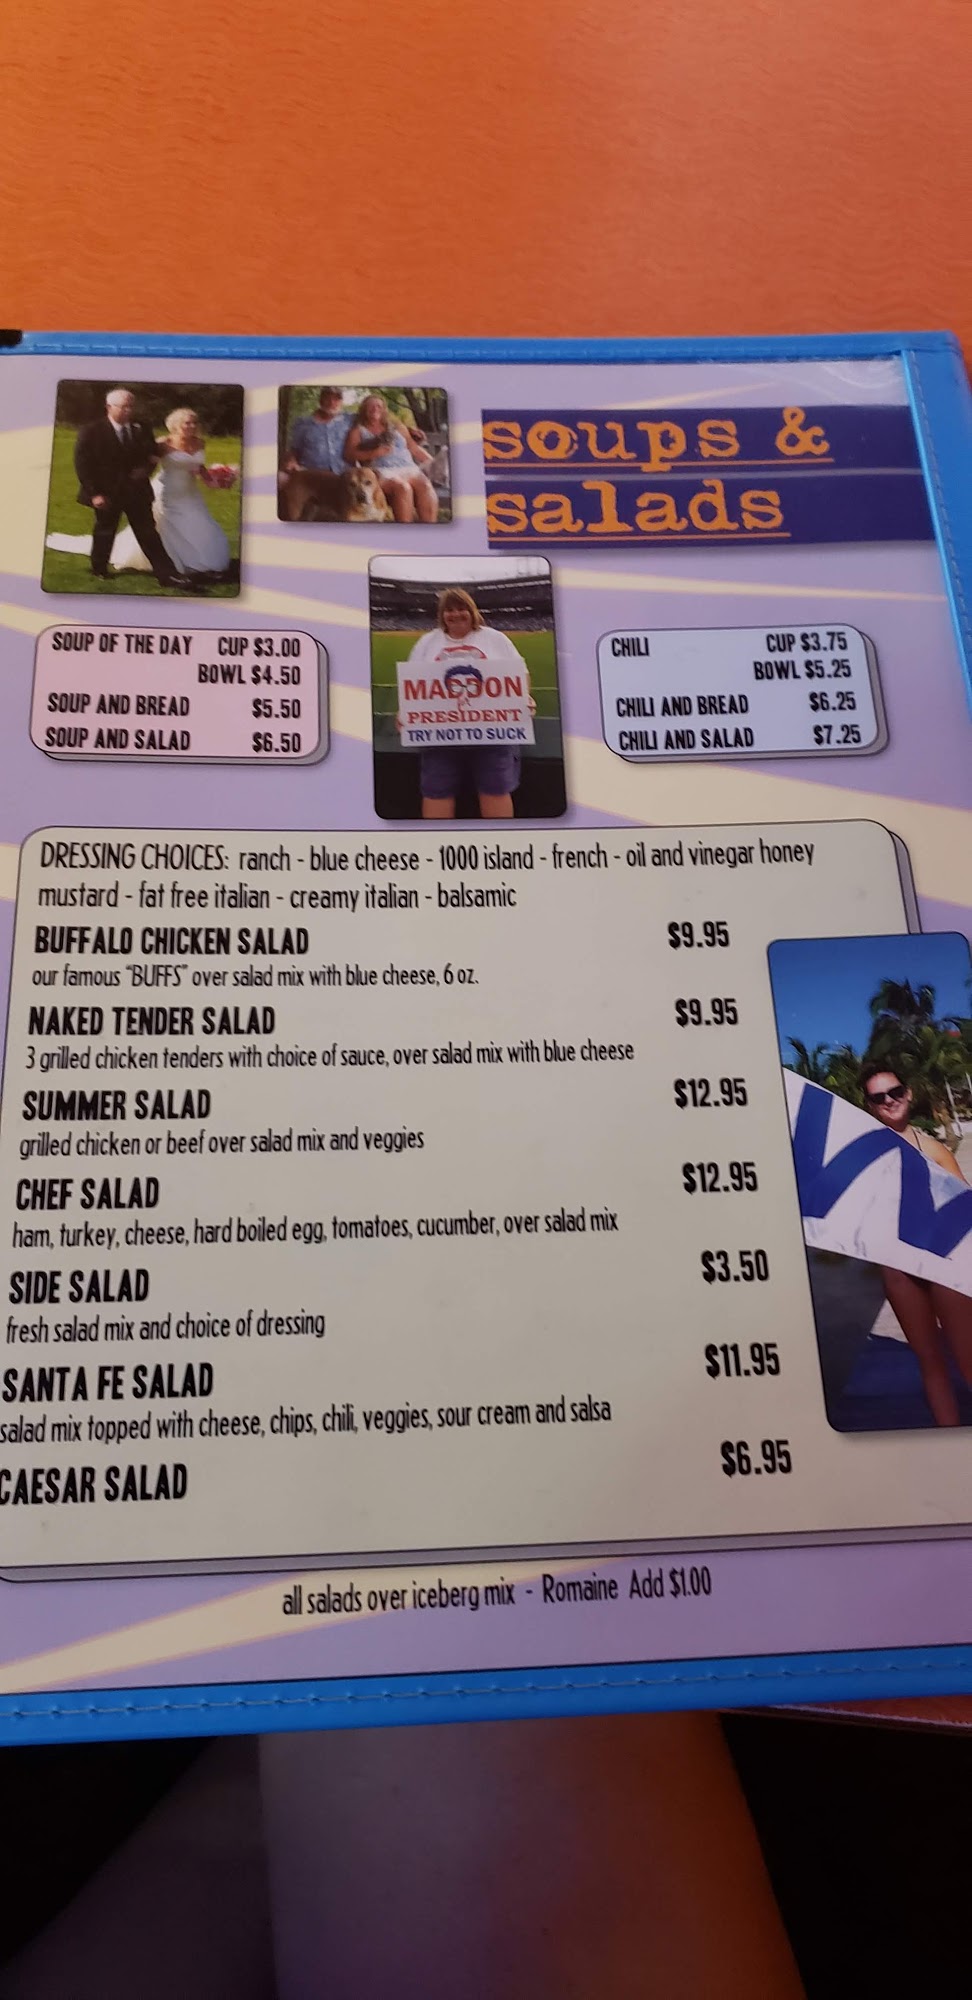 soups &
salads
SOUP OF THE DAY CUP $3.00
BOWL $4.50
SOUP AND BREAD $5.50
SOUP AND SALAD $6.50
MADDON
for
PRESIDENT
TRY NOT TO SUCK
CHILI CUP $3.75
BOWL $5.25
CHILI AND BREAD $6.25
CHILI AND SALAD $7.25
DRESSING CHOICES: ranch - blue cheese - 1000 island - french - oil and vinegar honey
mustard - fat free italian - creamy italian - balsamic
BUFFALO CHICKEN SALAD $9.95
our famous "BUFFS" over salad mix with blue cheese, 6 oz.
NAKED TENDER SALAD $9.95
3 grilled chicken tenders with choice of sauce, over salad mix with blue cheese
SUMMER SALAD $12.95
grilled chicken or beef over salad mix and veggies
CHEF SALAD $12.95
ham, turkey, cheese, hard boiled egg, tomatoes, cucumber, over salad mix
SIDE SALAD $3.50
fresh salad mix and choice of dressing
SANTA FE SALAD $11.95
salad mix topped with cheese, chips, chili, veggies, sour cream and salsa
CAESAR SALAD $6.95
all salads over iceberg mix - Romaine Add $1.00
W